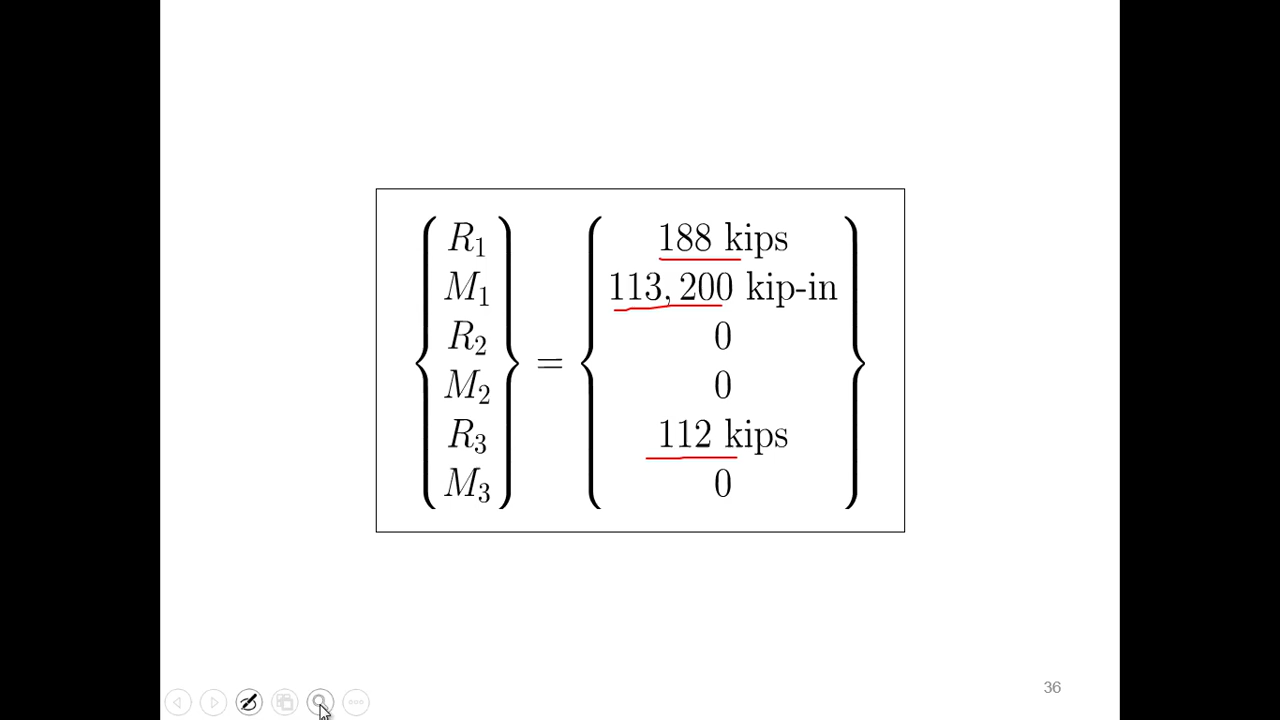 R₁ 188 kips
M₁ 113,200 kip-in
R₂ 0
M₂ = 0
R₃ 112 kips
M₃ 0
36